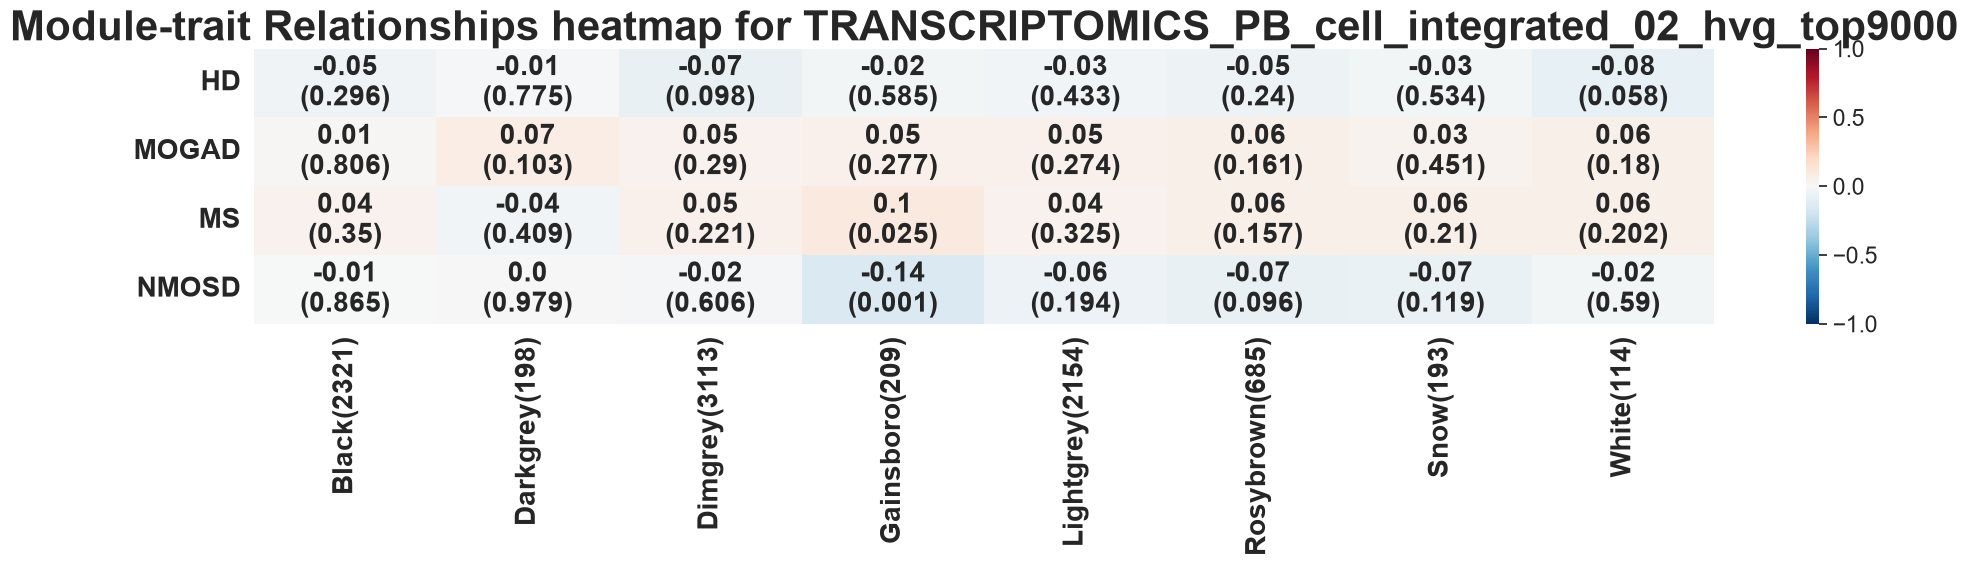 Module-trait Relationships heatmap for TRANSCRIPTOMICS_PB_cell_integrated_02_hvg_top9000
HD
-0.05 -0.01 -0.07 -0.02 -0.03 -0.05 -0.03 -0.08
(0.296) (0.775) (0.098) (0.585) (0.433) (0.24) (0.534) (0.058)
MOGAD
0.01 0.07 0.05 0.05 0.05 0.06 0.03 0.06
(0.806) (0.103) (0.29) (0.277) (0.274) (0.161) (0.451) (0.18)
MS
0.04 -0.04 0.05 0.1 0.04 0.06 0.06 0.06
(0.35) (0.409) (0.221) (0.025) (0.325) (0.157) (0.21) (0.202)
NMOSD
-0.01 0.0 -0.02 -0.14 -0.06 -0.07 -0.07 -0.02
(0.865) (0.979) (0.606) (0.001) (0.194) (0.096) (0.119) (0.59)
Black(2321)
Darkgrey(198)
Dimgrey(3113)
Gainsboro(209)
Lightgrey(2154)
Rosybrown(685)
Snow(193)
White(114)
1.0
0.5
0.0
−0.5
−1.0